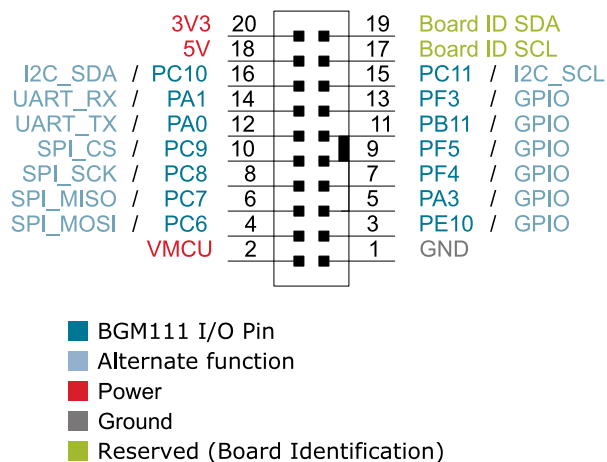 3V3 20 19 Board ID SDA
5V 18 17 Board ID SCL
I2C_SDA / PC10 16 15 PC11 / I2C_SCL
UART_RX / PA1 14 13 PF3 / GPIO
UART_TX / PA0 12 11 PB11 / GPIO
SPI_CS / PC9 10 9 PF5 / GPIO
SPI_SCK / PC8 8 7 PF4 / GPIO
SPI_MISO / PC7 6 5 PA3 / GPIO
SPI_MOSI / PC6 4 3 PE10 / GPIO
VMCU 2 1 GND
BGM111 I/O Pin
Alternate function
Power
Ground
Reserved (Board Identification)